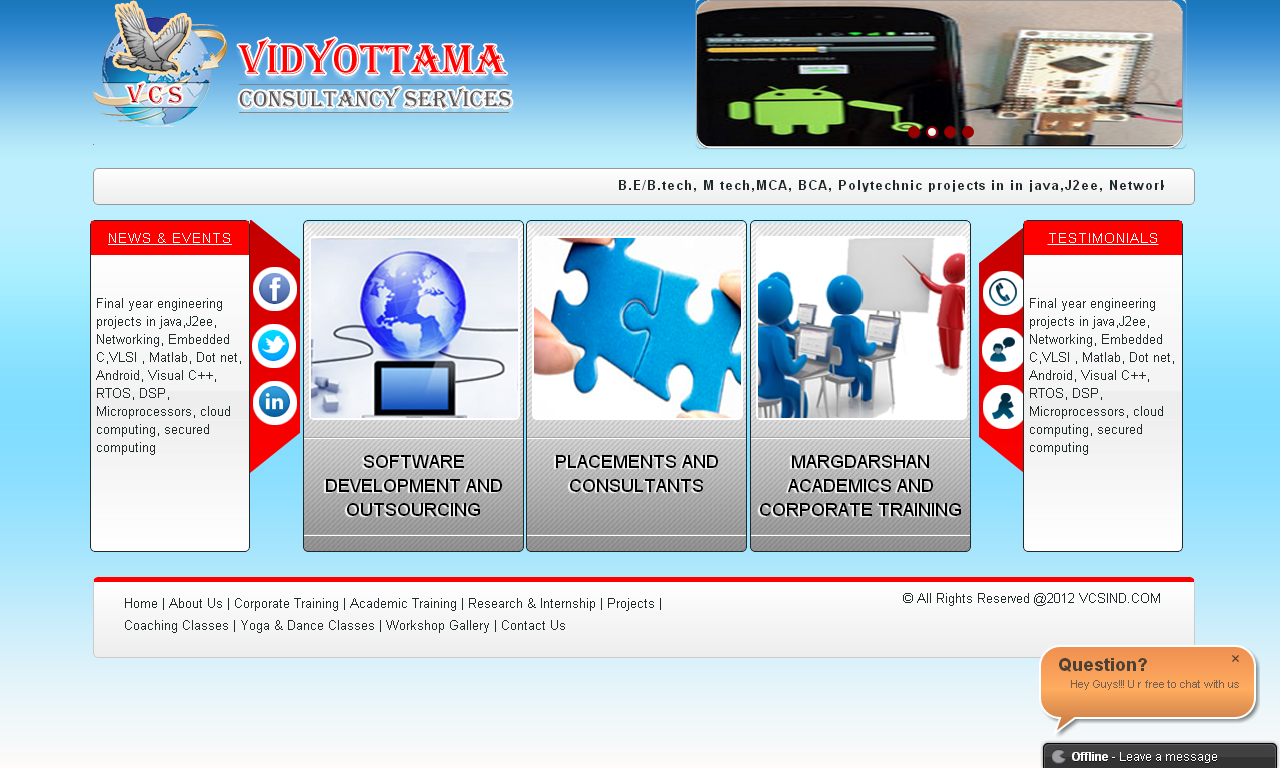 VCS
VIDYOTTAMA
CONSULTANCY SERVICES
B.E/B.tech, M tech,MCA, BCA, Polytechnic projects in in java,J2ee, Network
NEWS & EVENTS
Final year engineering
projects in java,J2ee,
Networking, Embedded
C,VLSI , Matlab, Dot net,
Android, Visual C++,
RTOS, DSP,
Microprocessors, cloud
computing, secured
computing
f
in
SOFTWARE
DEVELOPMENT AND
OUTSOURCING
PLACEMENTS AND
CONSULTANTS
MARGDARSHAN
ACADEMICS AND
CORPORATE TRAINING
TESTIMONIALS
Final year engineering
projects in java,J2ee,
Networking, Embedded
C,VLSI , Matlab, Dot net,
Android, Visual C++,
RTOS, DSP,
Microprocessors, cloud
computing, secured
computing
Home | About Us | Corporate Training | Academic Training | Research & Internship | Projects |
Coaching Classes | Yoga & Dance Classes | Workshop Gallery | Contact Us
© All Rights Reserved @2012 VCSIND.COM
Question?
×
Hey Guys!!! U r free to chat with us
Offline - Leave a message